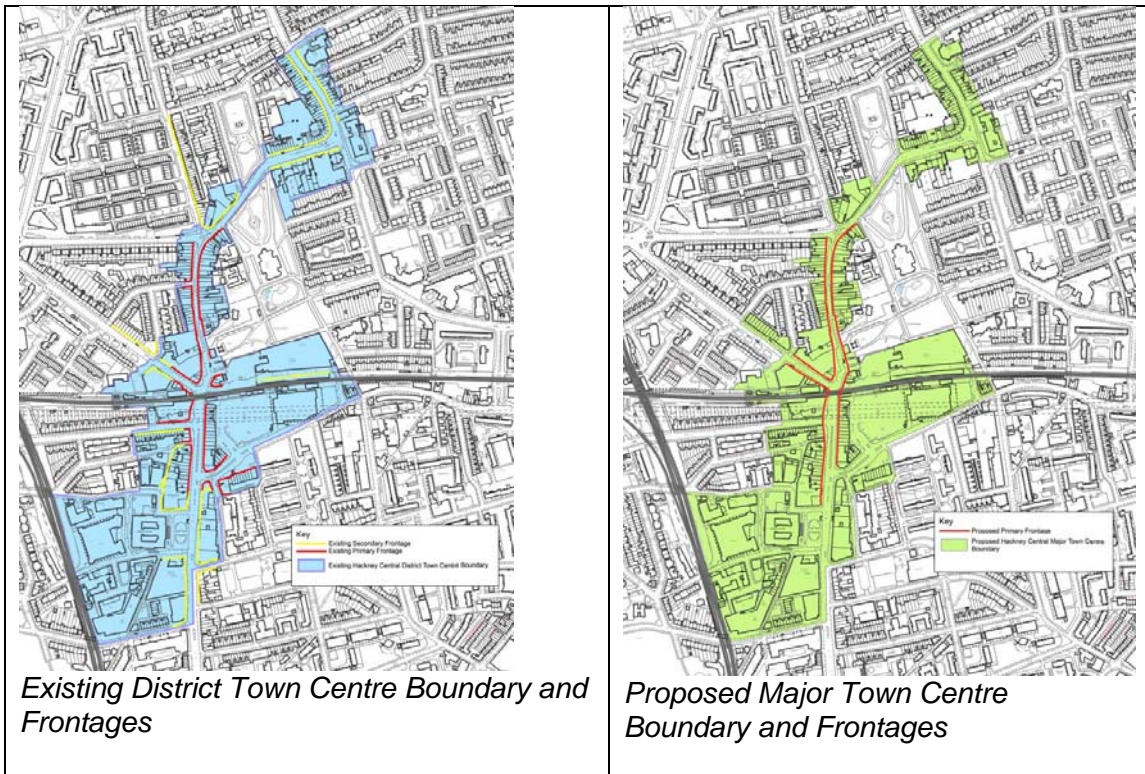 Key
Existing Secondary Frontage
Existing Primary Frontage
Existing Hackney Central District Town Centre Boundary
Existing District Town Centre Boundary and
Frontages
Key
Proposed Primary Frontage
Proposed Hackney Central Major Town Centre
Boundary
Proposed Major Town Centre
Boundary and Frontages